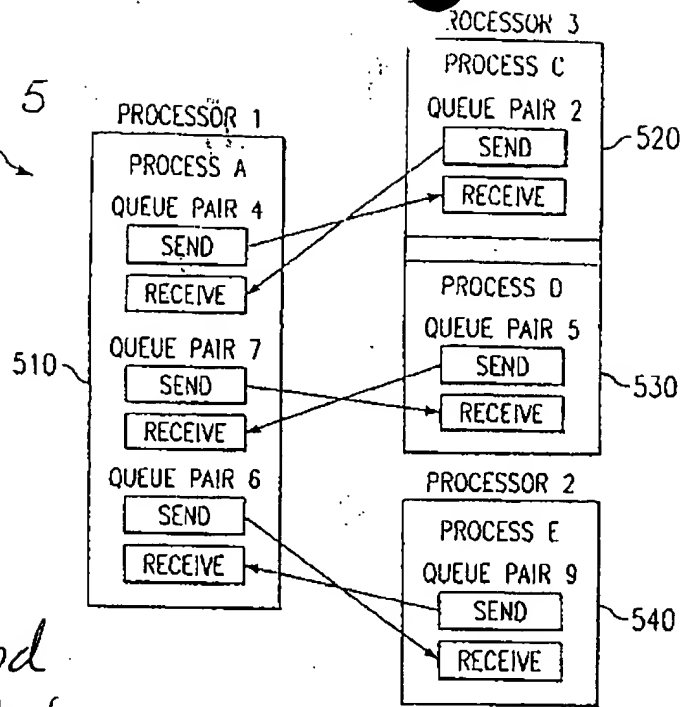 5
PROCESSOR 1
PROCESS A
QUEUE PAIR 4
SEND
RECEIVE
QUEUE PAIR 7
SEND
RECEIVE
QUEUE PAIR 6
SEND
RECEIVE
510
ROCESSOR 3
PROCESS C
QUEUE PAIR 2
SEND
RECEIVE
520
PROCESS D
QUEUE PAIR 5
SEND
RECEIVE
530
PROCESSOR 2
PROCESS E
QUEUE PAIR 9
SEND
RECEIVE
540